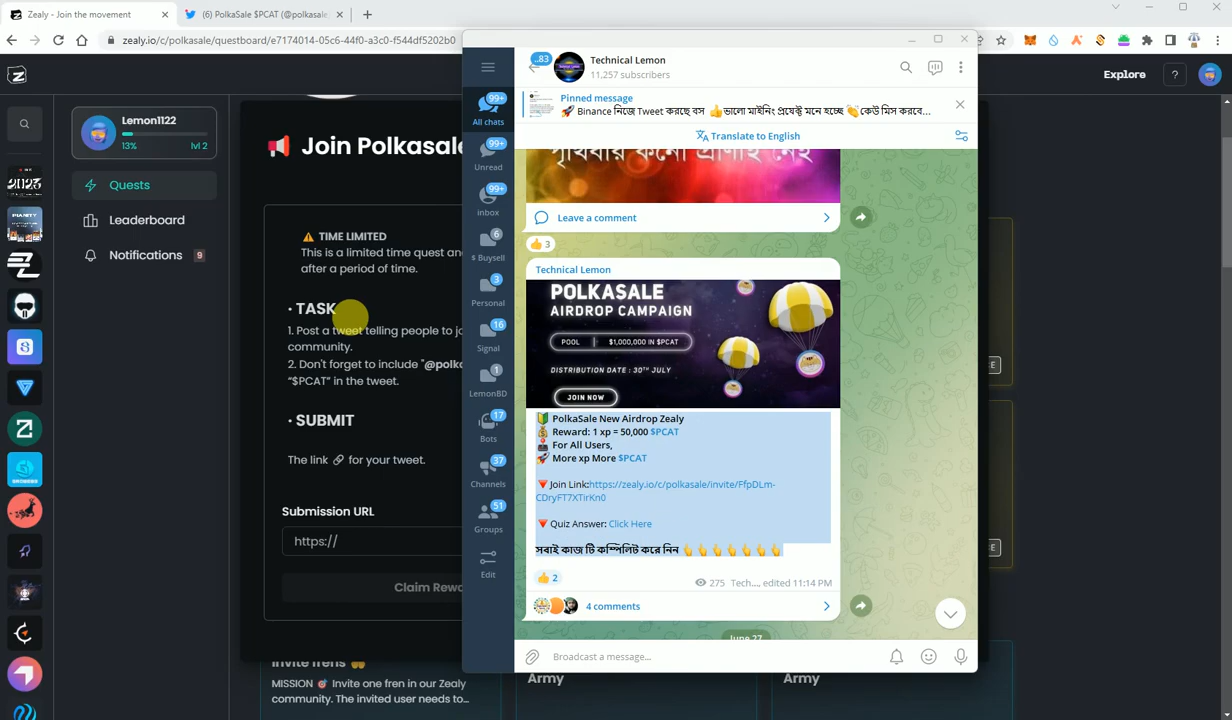 Zealy - Join the movement
(6) PolkaSale $PCAT (@polkasale
zealy.io/c/polkasale/questboard/e7174014-05c6-44f0-a3c0-f544df5202b0
Explore
?
Lemon1122
13%
lvl 2
Quests
Leaderboard
Notifications
9
Join Polkasale
TIME LIMITED
This is a limited time quest and
after a period of time.
• TASK
1. Post a tweet telling people to jo
community.
2. Don't forget to include "@polka
"$PCAT" in the tweet.
• SUBMIT
The link 🔗 for your tweet.
Submission URL
https://
Claim Rewa
Invite frens
MISSION 🎯 Invite one fren in our Zealy
community. The invited user needs to...
Army
Army
..83
99+
All chats
99+
Unread
99+
inbox
6
$ Buysell
3
Personal
16
Signal
1
LemonBD
17
Bots
37
Channels
51
Groups
Edit
Technical Lemon
11,257 subscribers
Pinned message
🚀 Binance নিজে Tweet করছে বস 👍ভালো মাইনিং প্রযেক্ট মনে হচ্ছে 👏কেউ মিস করবে...
Translate to English
পৃথিবীর কোনো প্রাণীই নেই
Leave a comment
👍 3
Technical Lemon
POLKASALE
AIRDROP CAMPAIGN
POOL | $1,000,000 IN $PCAT
DISTRIBUTION DATE : 30TH JULY
JOIN NOW
🔰 PolkaSale New Airdrop Zealy
💰 Reward: 1 xp = 50,000 $PCAT
For All Users,
🚀 More xp More $PCAT
🔻Join Link:https://zealy.io/c/polkasale/invite/FfpDLm-
CDryFT7XTirKn0
🔻Quiz Answer: Click Here
সবাই কাজ টি কম্পিলিট করে নিন 👆👆👆👆👆👆👆
👍 2
275 Tech...., edited 11:14 PM
4 comments
June 27
Broadcast a message...